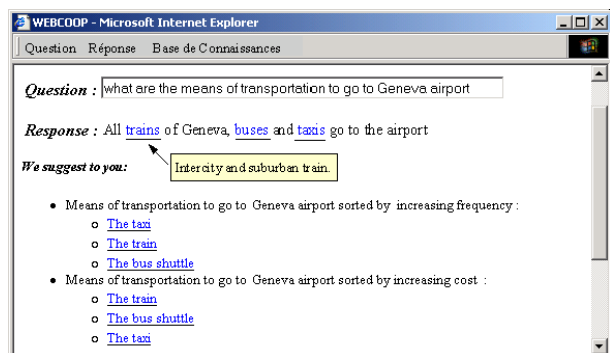 WEBCOOP - Microsoft Internet Explorer
Question Réponse Base de Connaissances
Question : what are the means of transportation to go to Geneva airport
Response : All trains of Geneva, buses and taxis go to the airport
We suggest to you:
Intercity and suburban train.
• Means of transportation to go to Geneva airport sorted by increasing frequency :
o The taxi
o The train
o The bus shuttle
• Means of transportation to go to Geneva airport sorted by increasing cost :
o The train
o The bus shuttle
o The taxi